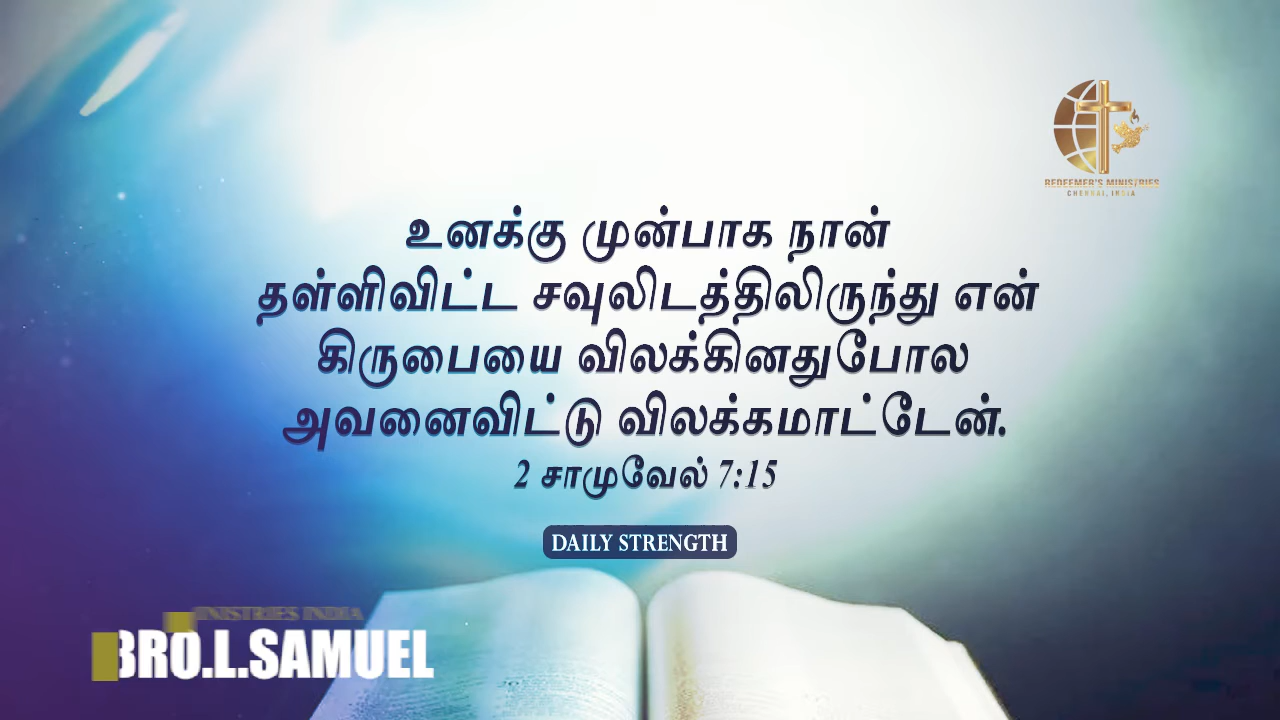 REDEEMER'S MINISTRIES
CHENNAI, INDIA
உனக்கு முன்பாக நான்
தள்ளிவிட்ட சவுலிடத்திலிருந்து என்
கிருபையை விலக்கினதுபோல
அவனைவிட்டு விலக்கமாட்டேன்.
2 சாமுவேல் 7:15
DAILY STRENGTH
INDIA
BRO.L.SAMUEL